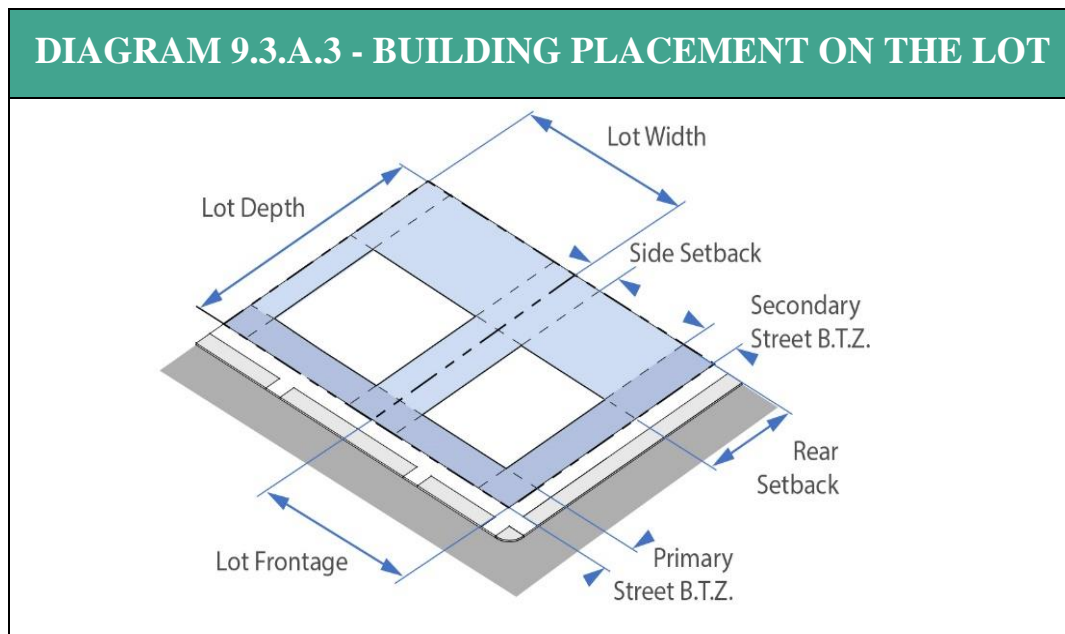 DIAGRAM 9.3.A.3 - BUILDING PLACEMENT ON THE LOT
Lot Width
Lot Depth
Side Setback
Secondary
Street B.T.Z.
Rear
Setback
Lot Frontage
Primary
Street B.T.Z.